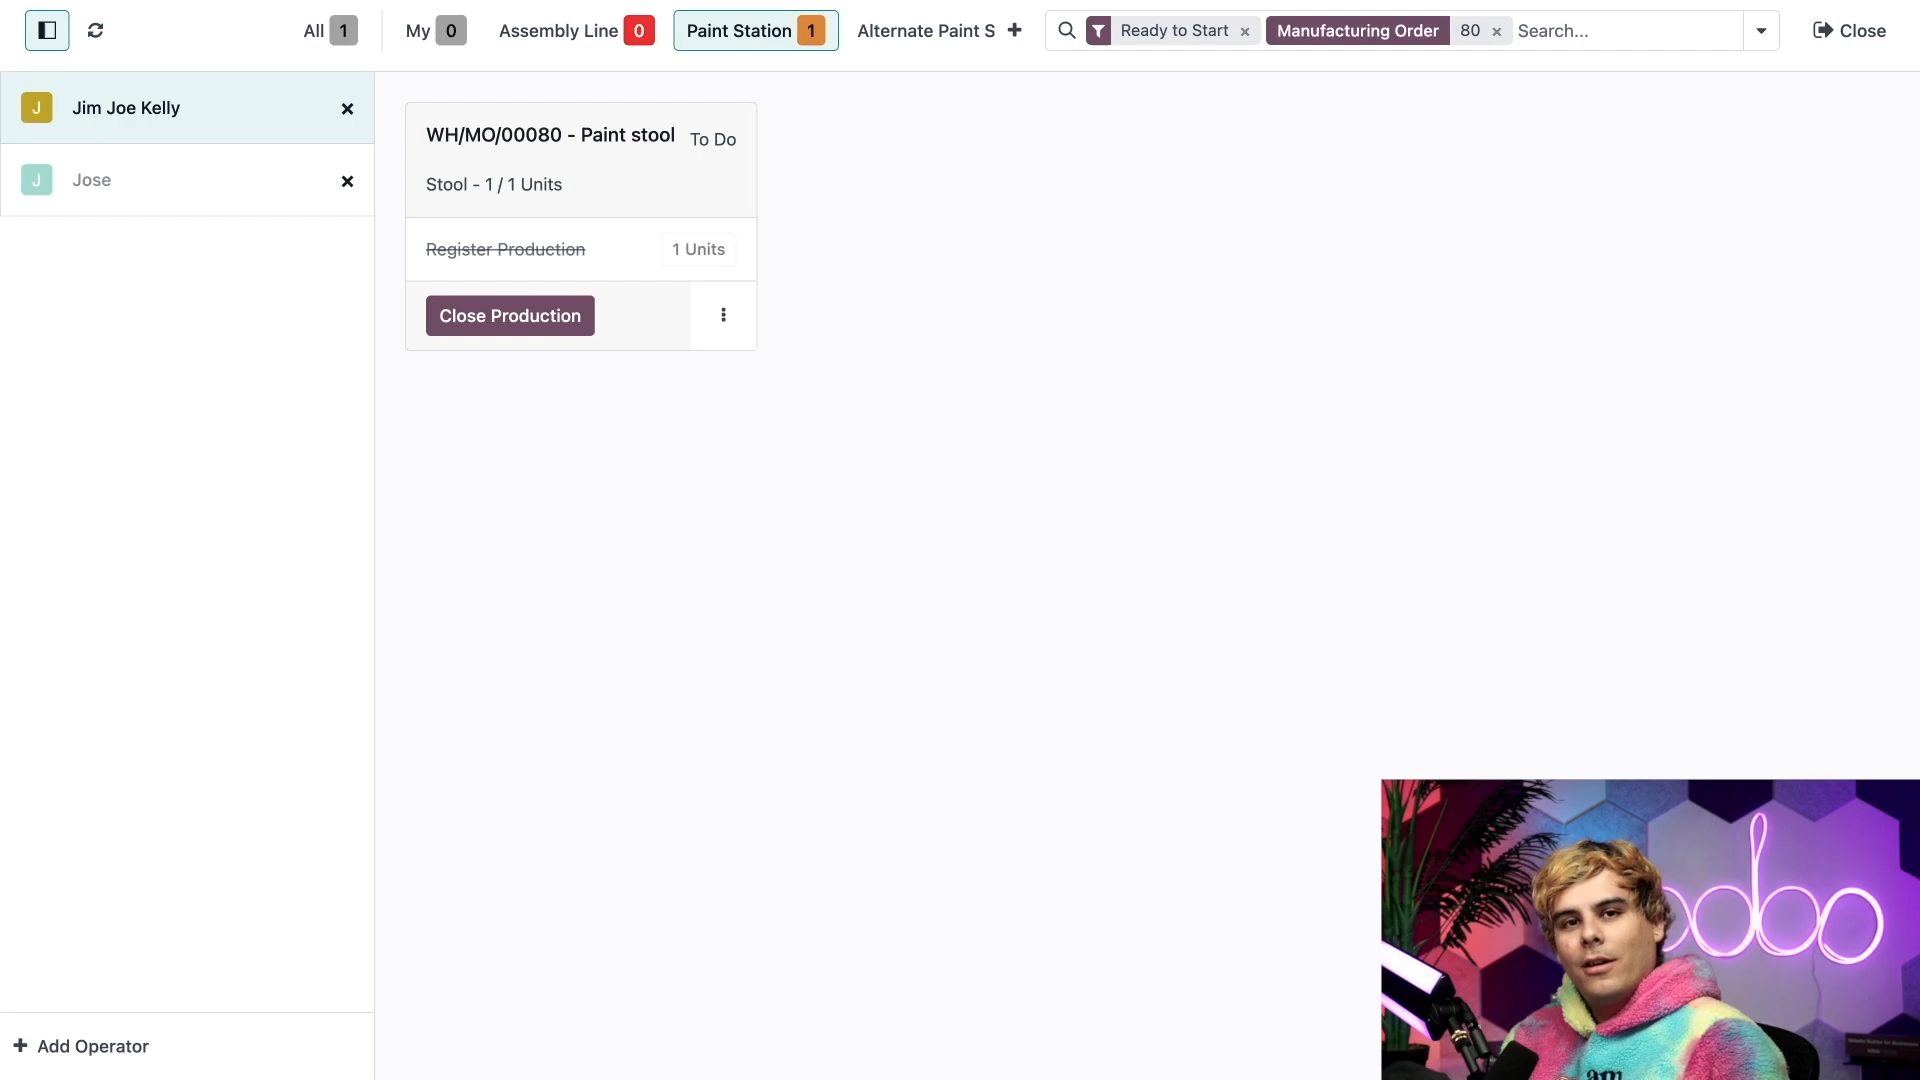 All 1 My 0 Assembly Line 0 Paint Station 1 Alternate Paint S Ready to Start × Manufacturing Order 80 × Search... Close
J Jim Joe Kelly
J Jose
WH/MO/00080 - Paint stool To Do
Stool - 1 / 1 Units
Register Production 1 Units
Close Production
Add Operator
odoo
am